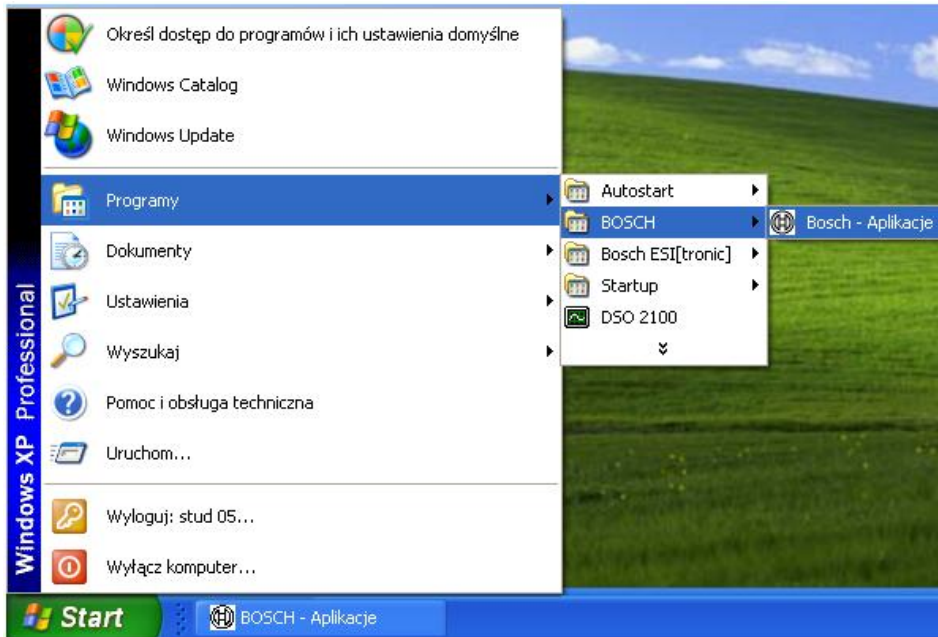 Określ dostęp do programów i ich ustawienia domyślne
Windows Catalog
Windows Update
Programy
Dokumenty
Ustawienia
Wyszukaj
Pomoc i obsługa techniczna
Uruchom...
Wyloguj: stud 05...
Wyłącz komputer...
Windows XP Professional
Autostart
BOSCH
Bosch ESI[tronic]
Startup
DSO 2100
Bosch - Aplikacje
Start
BOSCH - Aplikacje